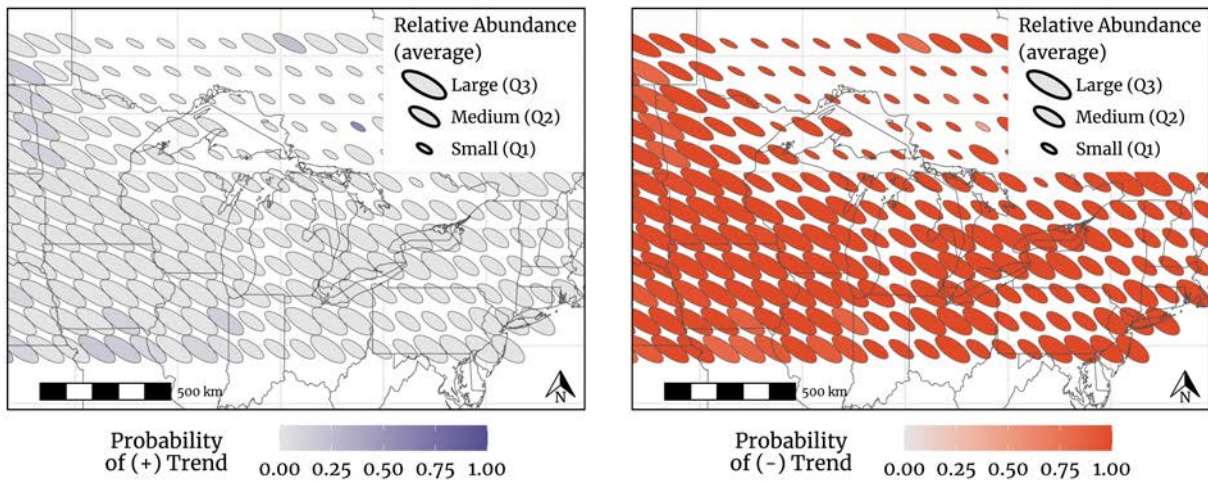 Relative Abundance
(average)
Large (Q3)
Medium (Q2)
Small (Q1)
500 km
N
Probability
of (+) Trend
0.00 0.25 0.50 0.75 1.00
Relative Abundance
(average)
Large (Q3)
Medium (Q2)
Small (Q1)
500 km
N
Probability
of (-) Trend
0.00 0.25 0.50 0.75 1.00